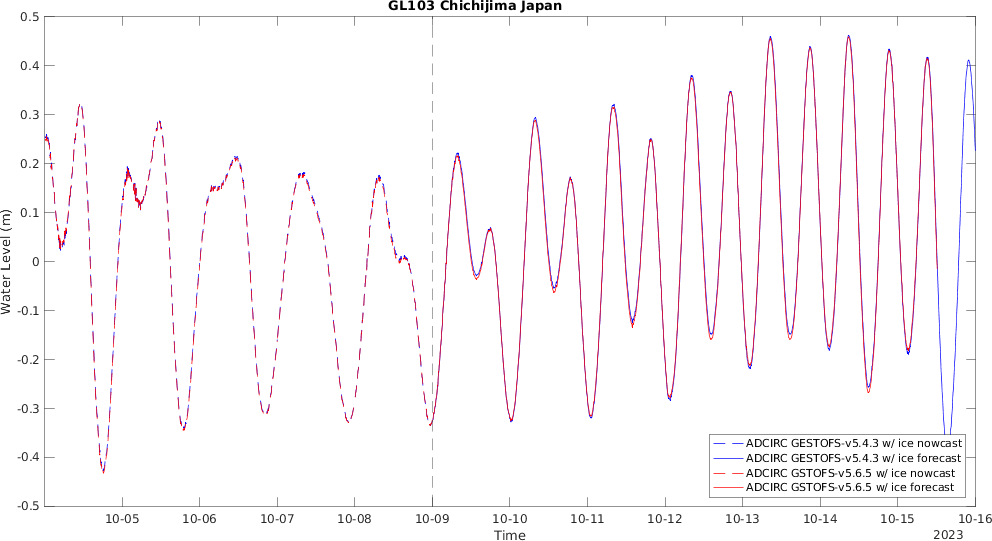 GL103 Chichijima Japan
0.5
0.4
0.3
0.2
0.1
0
-0.1
-0.2
-0.3
-0.4
-0.5
Water Level (m)
ADCIRC GESTOFS-v5.4.3 w/ ice nowcast
ADCIRC GESTOFS-v5.4.3 w/ ice forecast
ADCIRC GSTOFS-v5.6.5 w/ ice nowcast
ADCIRC GSTOFS-v5.6.5 w/ ice forecast
10-05 10-06 10-07 10-08 10-09 10-10 10-11 10-12 10-13 10-14 10-15 10-16
Time
2023